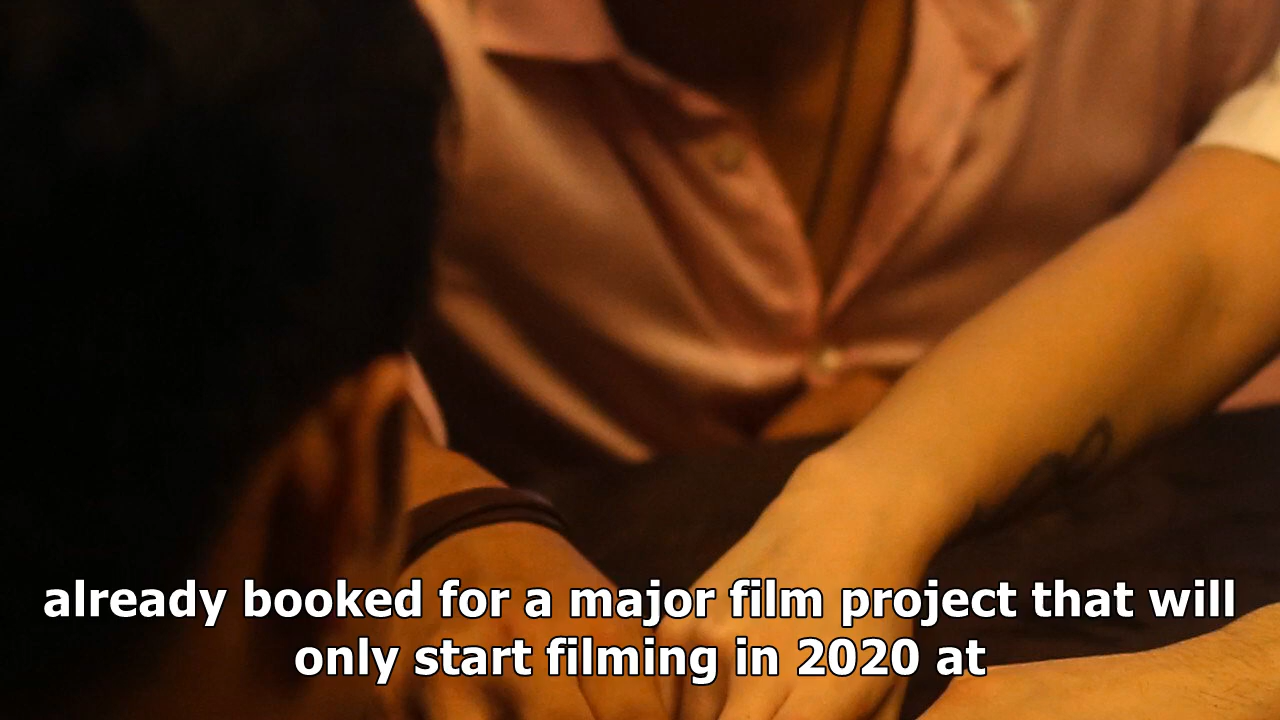 already booked for a major film project that will
only start filming in 2020 at